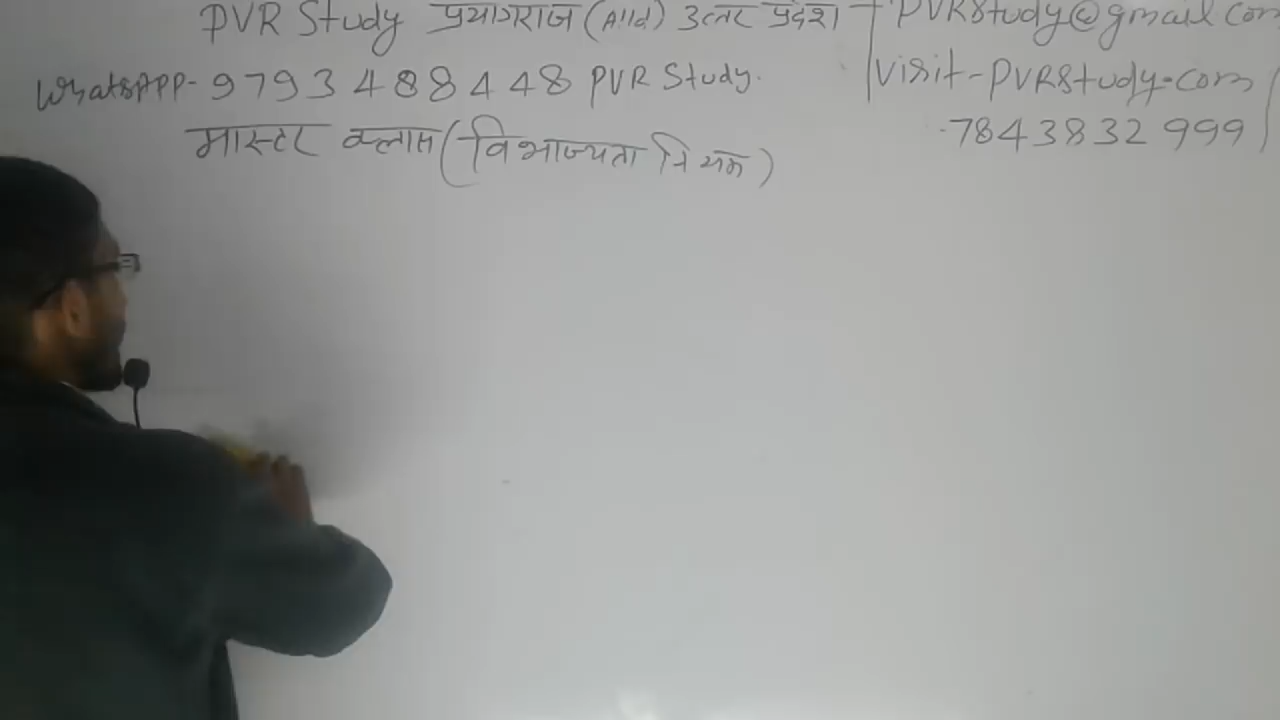 PVR Study प्रयागराज (Alld) उत्तर प्रदेश
PVRStudy@gmail com
WhatsAPP- 9793488448 PVR Study.
Visit-PVRStudy.com
7843832999
मास्टर क्लास (विभाज्यता नियम)